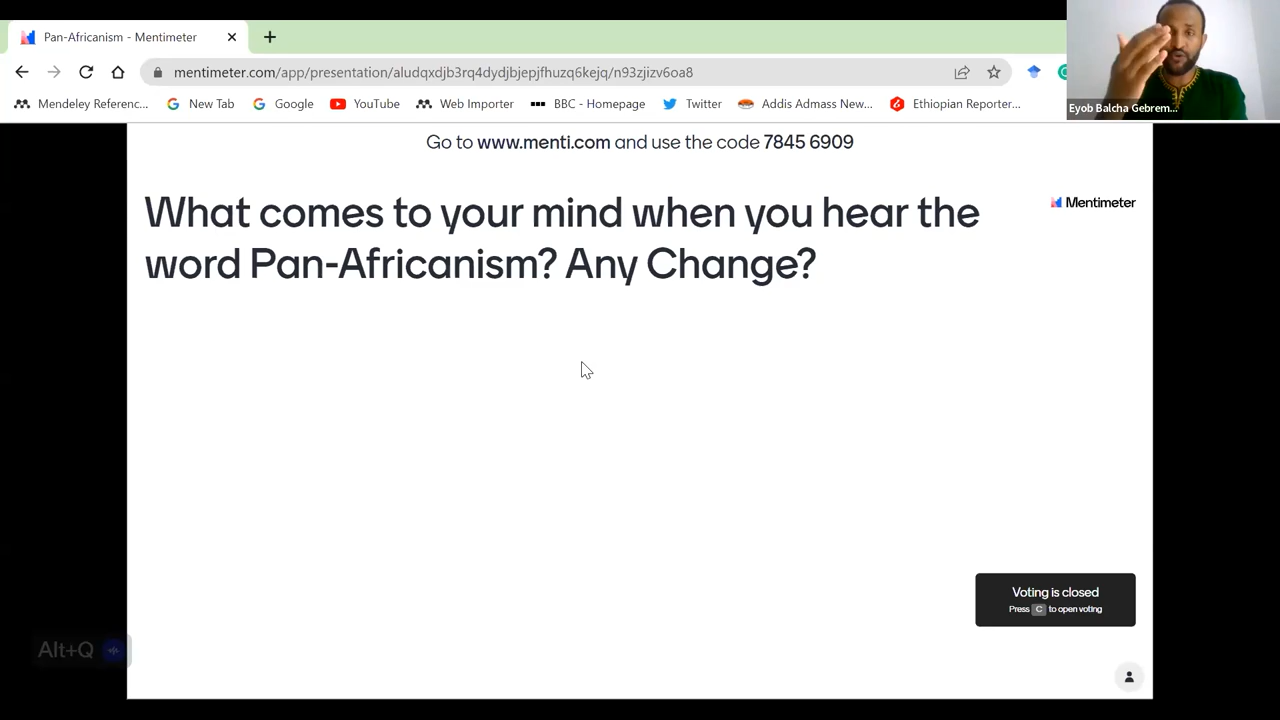 Pan-Africanism - Mentimeter
mentimeter.com/app/presentation/aludqxdjb3rq4dydjbjepjfhuzq6kejq/n93zjizv6oa8
Mendeley Referenc... New Tab Google YouTube Web Importer BBC - Homepage Twitter Addis Admass New... Ethiopian Reporter...
Eyob Balcha Gebrem...
Go to www.menti.com and use the code 7845 6909
What comes to your mind when you hear the
word Pan-Africanism? Any Change?
Mentimeter
Voting is closed
Press C to open voting
Alt+Q